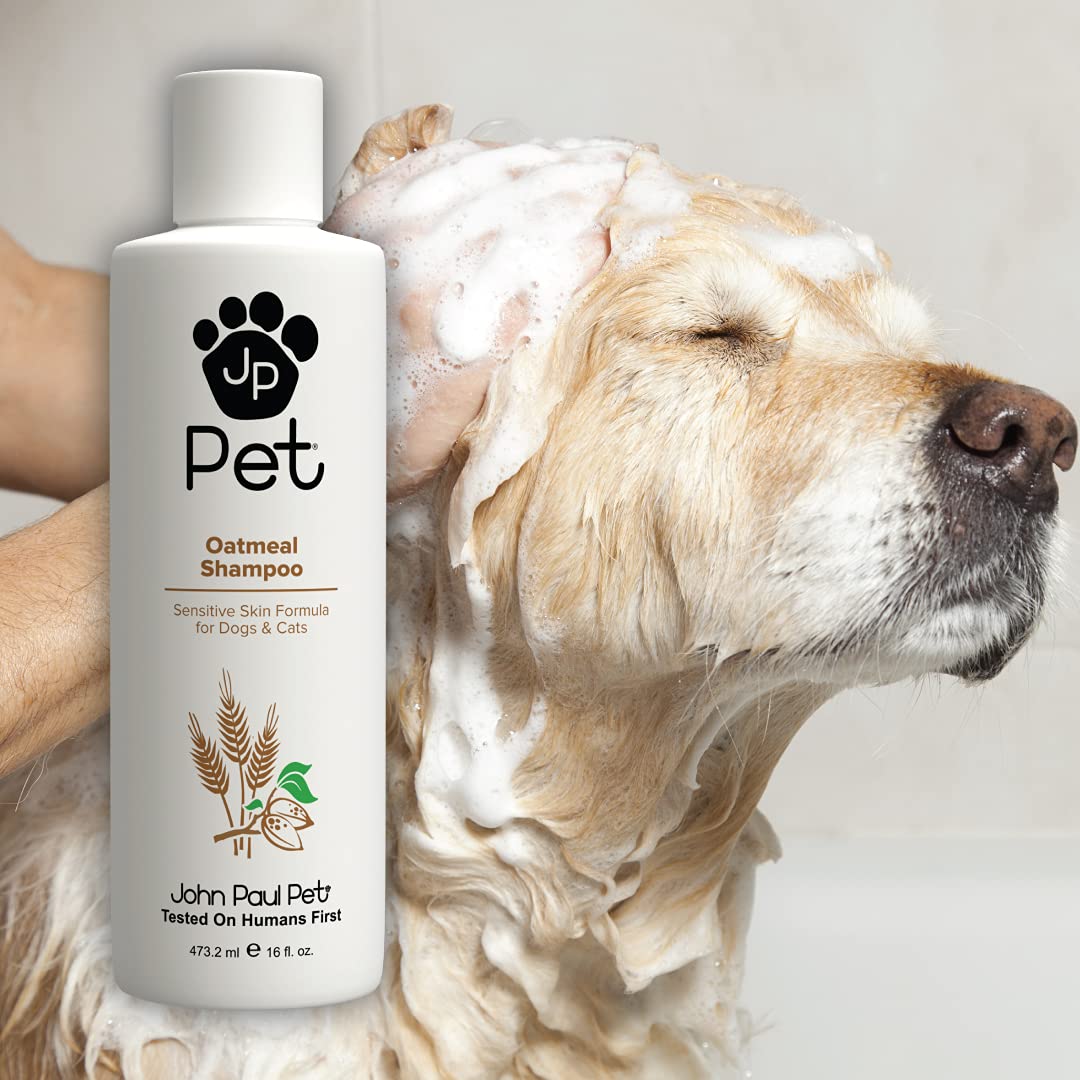 JP
Pet®
Oatmeal
Shampoo
Sensitive Skin Formula
for Dogs & Cats
John Paul Pet
Tested On Humans First
473.2 ml ℮ 16 fl. oz.